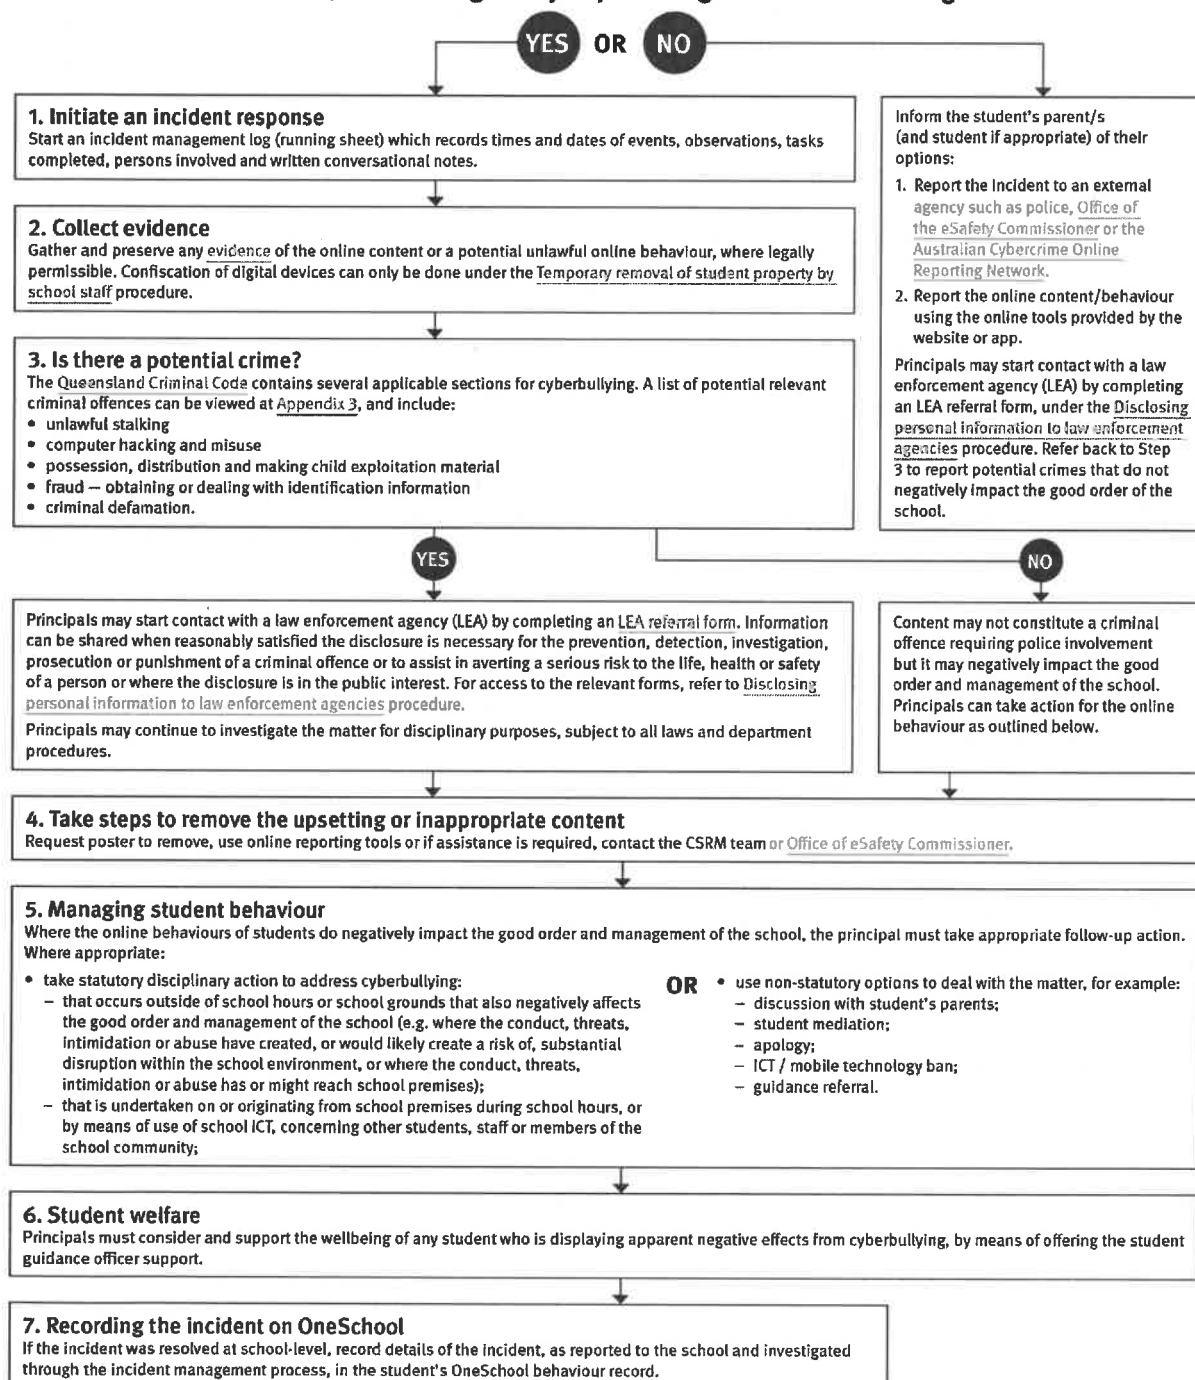 YES OR NO
1. Initiate an incident response
Start an incident management log (running sheet) which records times and dates of events, observations, tasks
completed, persons involved and written conversational notes.
2. Collect evidence
Gather and preserve any evidence of the online content or a potential unlawful online behaviour, where legally
permissible. Confiscation of digital devices can only be done under the Temporary removal of student property by
school staff procedure.
3. Is there a potential crime?
The Queensland Criminal Code contains several applicable sections for cyberbullying. A list of potential relevant
criminal offences can be viewed at Appendix 3, and include:
• unlawful stalking
• computer hacking and misuse
• possession, distribution and making child exploitation material
• fraud – obtaining or dealing with identification information
• criminal defamation.
Inform the student's parent/s
(and student if appropriate) of their
options:
1. Report the incident to an external
agency such as police, Office of
the eSafety Commissioner or the
Australian Cybercrime Online
Reporting Network.
2. Report the online content/behaviour
using the online tools provided by the
website or app.
Principals may start contact with a law
enforcement agency (LEA) by completing
an LEA referral form, under the Disclosing
personal information to law enforcement
agencies procedure. Refer back to Step
3 to report potential crimes that do not
negatively impact the good order of the
school.
YES
NO
Principals may start contact with a law enforcement agency (LEA) by completing an LEA referral form. Information
can be shared when reasonably satisfied the disclosure is necessary for the prevention, detection, investigation,
prosecution or punishment of a criminal offence or to assist in averting a serious risk to the life, health or safety
of a person or where the disclosure is in the public interest. For access to the relevant forms, refer to Disclosing
personal information to law enforcement agencies procedure.
Principals may continue to investigate the matter for disciplinary purposes, subject to all laws and department
procedures.
Content may not constitute a criminal
offence requiring police involvement
but it may negatively impact the good
order and management of the school.
Principals can take action for the online
behaviour as outlined below.
4. Take steps to remove the upsetting or inappropriate content
Request poster to remove, use online reporting tools or if assistance is required, contact the CSRM team or Office of eSafety Commissioner.
5. Managing student behaviour
Where the online behaviours of students do negatively impact the good order and management of the school, the principal must take appropriate follow-up action.
Where appropriate:
• take statutory disciplinary action to address cyberbullying:
– that occurs outside of school hours or school grounds that also negatively affects
the good order and management of the school (e.g. where the conduct, threats,
intimidation or abuse have created, or would likely create a risk of, substantial
disruption within the school environment, or where the conduct, threats,
intimidation or abuse has or might reach school premises);
– that is undertaken on or originating from school premises during school hours, or
by means of use of school ICT, concerning other students, staff or members of the
school community;
OR
• use non-statutory options to deal with the matter, for example:
– discussion with student's parents;
– student mediation;
– apology;
– ICT / mobile technology ban;
– guidance referral.
6. Student welfare
Principals must consider and support the wellbeing of any student who is displaying apparent negative effects from cyberbullying, by means of offering the student
guidance officer support.
7. Recording the incident on OneSchool
If the incident was resolved at school-level, record details of the incident, as reported to the school and investigated
through the incident management process, in the student's OneSchool behaviour record.